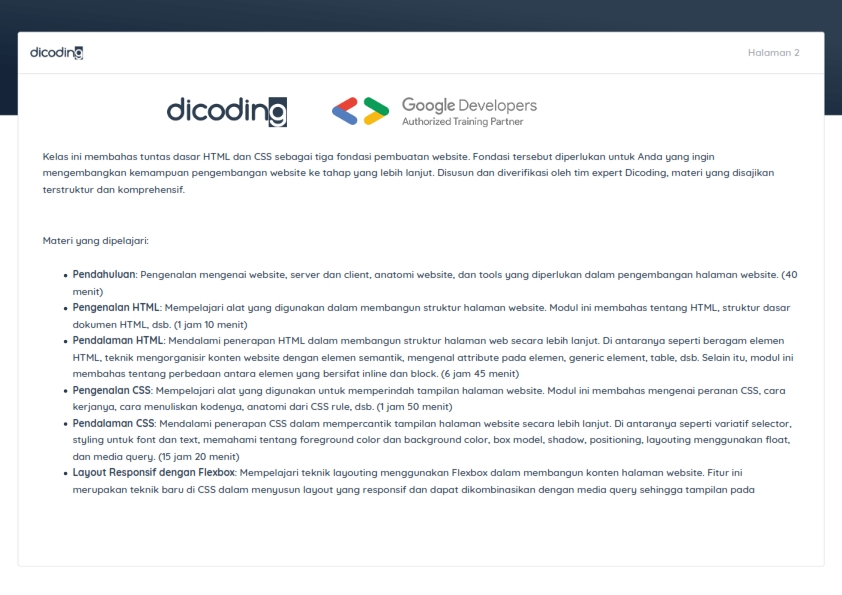 dicoding
Halaman 2
dicoding
Google Developers
Authorized Training Partner
Kelas ini membahas tuntas dasar HTML dan CSS sebagai tiga fondasi pembuatan website. Fondasi tersebut diperlukan untuk Anda yang ingin
mengembangkan kemampuan pengembangan website ke tahap yang lebih lanjut. Disusun dan diverifikasi oleh tim expert Dicoding, materi yang disajikan
terstruktur dan komprehensif.
Materi yang dipelajari:
• Pendahuluan: Pengenalan mengenai website, server dan client, anatomi website, dan tools yang diperlukan dalam pengembangan halaman website. (40
menit)
• Pengenalan HTML: Mempelajari alat yang digunakan dalam membangun struktur halaman website. Modul ini membahas tentang HTML, struktur dasar
dokumen HTML, dsb. (1 jam 10 menit)
• Pendalaman HTML: Mendalami penerapan HTML dalam membangun struktur halaman web secara lebih lanjut. Di antaranya seperti beragam elemen
HTML, teknik mengorganisir konten website dengan elemen semantik, mengenal attribute pada elemen, generic element, table, dsb. Selain itu, modul ini
membahas tentang perbedaan antara elemen yang bersifat inline dan block. (6 jam 45 menit)
• Pengenalan CSS: Mempelajari alat yang digunakan untuk memperindah tampilan halaman website. Modul ini membahas mengenai peranan CSS, cara
kerjanya, cara menuliskan kodenya, anatomi dari CSS rule, dsb. (1 jam 50 menit)
• Pendalaman CSS: Mendalami penerapan CSS dalam mempercantik tampilan halaman website secara lebih lanjut. Di antaranya seperti variatif selector,
styling untuk font dan text, memahami tentang foreground color dan background color, box model, shadow, positioning, layouting menggunakan float,
dan media query. (15 jam 20 menit)
• Layout Responsif dengan Flexbox: Mempelajari teknik layouting menggunakan Flexbox dalam membangun konten halaman website. Fitur ini
merupakan teknik baru di CSS dalam menyusun layout yang responsif dan dapat dikombinasikan dengan media query sehingga tampilan pada